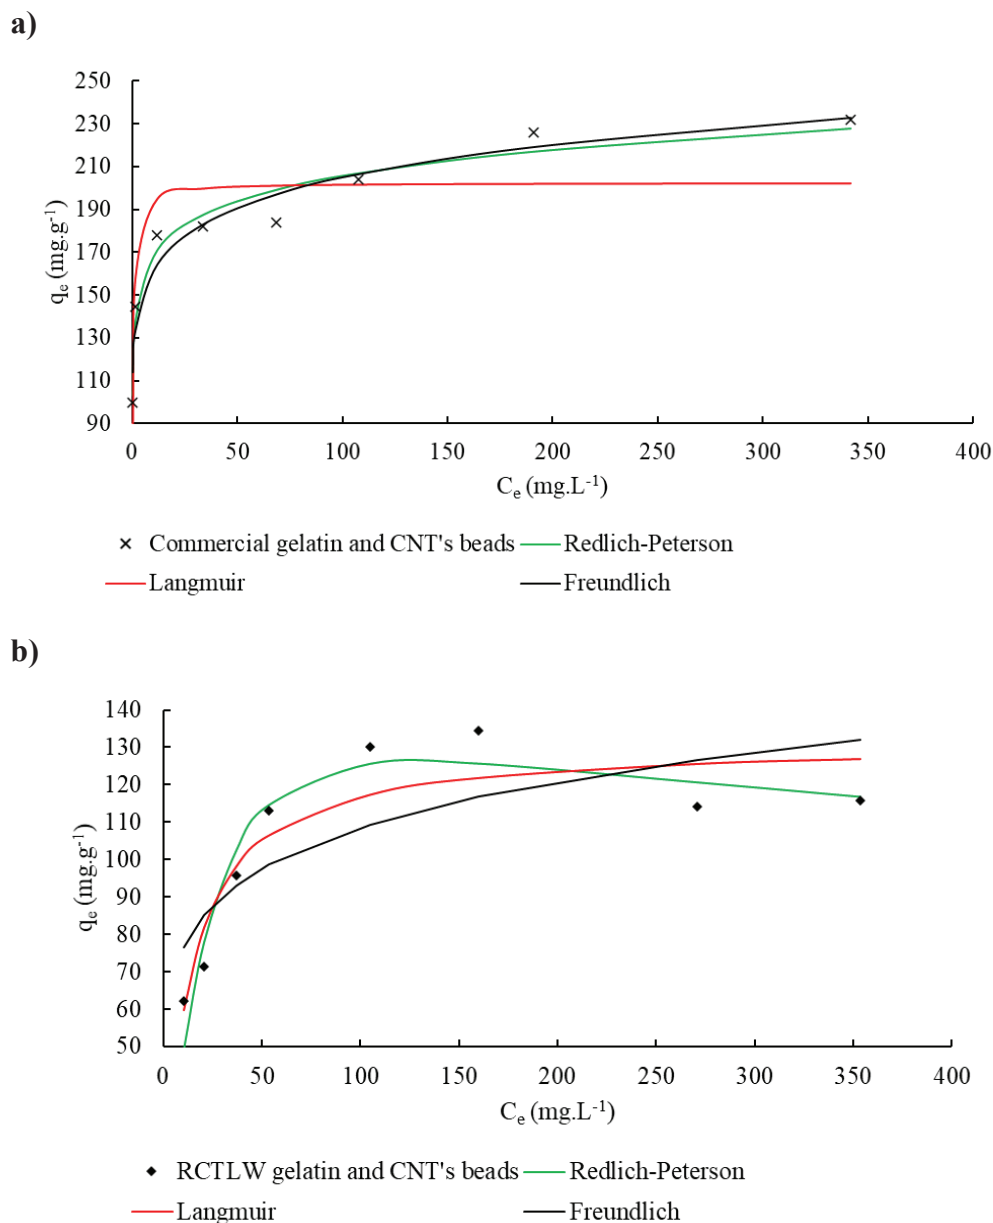 a)
250
230
210
190
170
150
130
110
90
qₑ (mg.g⁻¹)
0 50 100 150 200 250 300 350 400
Cₑ (mg.L⁻¹)
Commercial gelatin and CNT's beads Redlich-Peterson
Langmuir Freundlich
b)
140
130
120
110
100
90
80
70
60
50
qₑ (mg.g⁻¹)
0 50 100 150 200 250 300 350 400
Cₑ (mg.L⁻¹)
RCTLW gelatin and CNT's beads Redlich-Peterson
Langmuir Freundlich